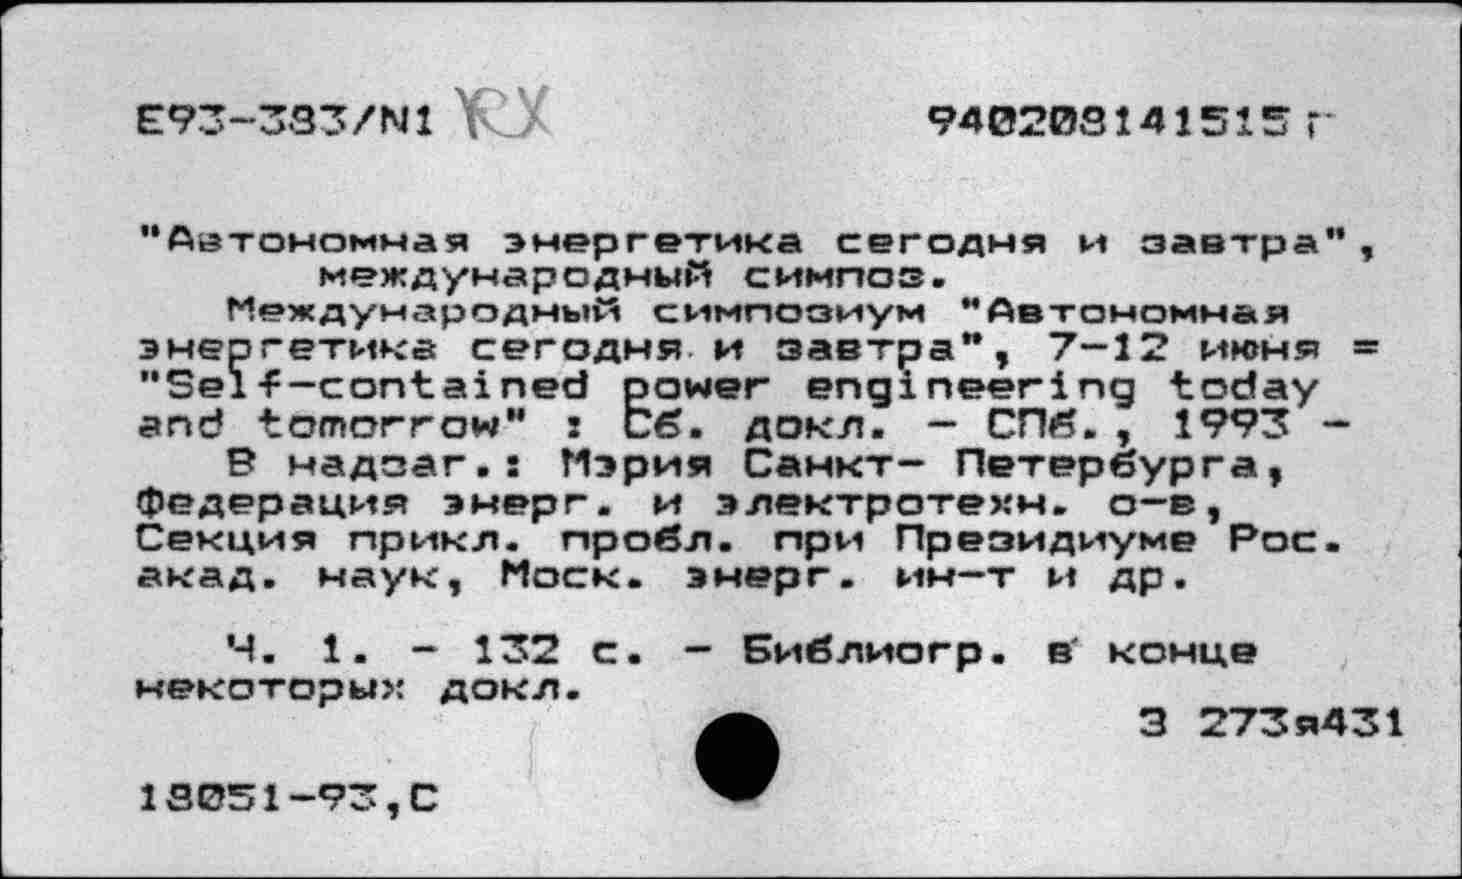 E93-383/N1 КХ 940208141515 г
"Автономная энергетика сегодня и завтра",
международный симпоз.
Международный симпозиум "Автономная
энергетика сегодня и завтра", 7-12 июня =
"Self-contained power engineering today
and tomorrow" : Сб. докл. - СПб., 1993 -
В надзаг.: Мэрия Санкт- Петербурга,
Федерация энерг. и электротехн. о-в,
Секция прикл. пробл. при Президиуме Рос.
акад. наук, Моск. энерг. ин-т и др.
Ч. 1. - 132 с. - Библиогр. в конце
некоторых докл.
З 273я431
18051-93,С